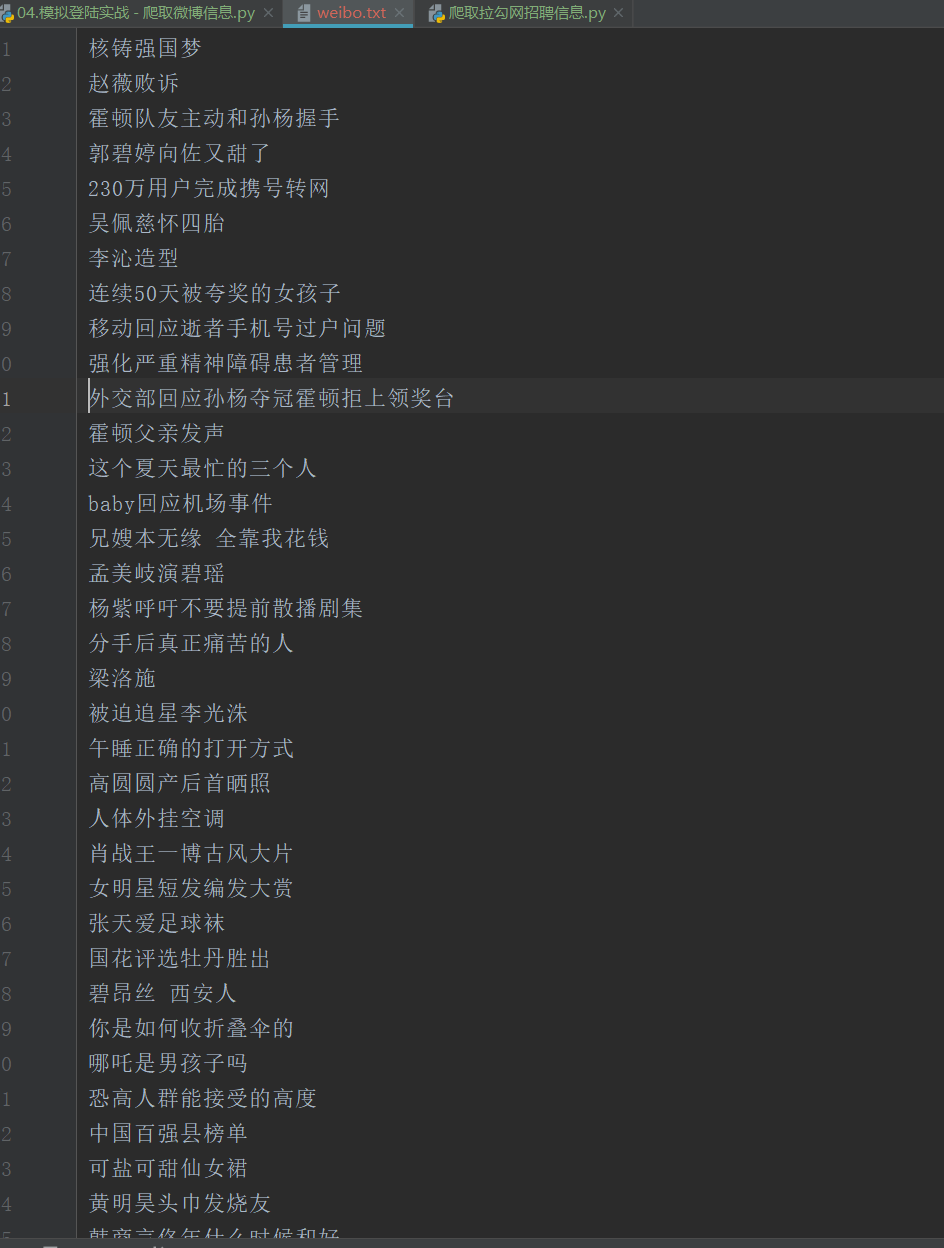 04.模拟登陆实战 - 爬取微博信息.py × weibo.txt × 爬取拉勾网招聘信息.py ×
1 核铸强国梦
2 赵薇败诉
3 霍顿队友主动和孙杨握手
4 郭碧婷向佐又甜了
5 230万用户完成携号转网
6 吴佩慈怀四胎
7 李沁造型
8 连续50天被夸奖的女孩子
9 移动回应逝者手机号过户问题
0 强化严重精神障碍患者管理
1 外交部回应孙杨夺冠霍顿拒上领奖台
2 霍顿父亲发声
3 这个夏天最忙的三个人
4 baby回应机场事件
5 兄嫂本无缘 全靠我花钱
6 孟美岐演碧瑶
7 杨紫呼吁不要提前散播剧集
8 分手后真正痛苦的人
9 梁洛施
0 被迫追星李光洙
1 午睡正确的打开方式
2 高圆圆产后首晒照
3 人体外挂空调
4 肖战王一博古风大片
5 女明星短发编发大赏
6 张天爱足球袜
7 国花评选牡丹胜出
8 碧昂丝 西安人
9 你是如何收折叠伞的
0 哪吒是男孩子吗
1 恐高人群能接受的高度
2 中国百强县榜单
3 可盐可甜仙女裙
4 黄明昊头巾发烧友
5 韩商言佟年什么时候和好